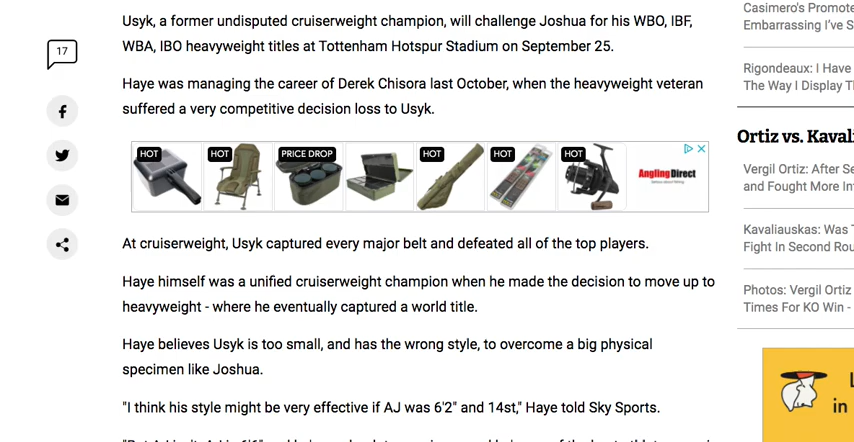 Usyk, a former undisputed cruiserweight champion, will challenge Joshua for his WBO, IBF,
WBA, IBO heavyweight titles at Tottenham Hotspur Stadium on September 25.
17
Haye was managing the career of Derek Chisora last October, when the heavyweight veteran
suffered a very competitive decision loss to Usyk.
HOT
HOT
PRICE DROP
HOT
HOT
HOT
AnglingDirect
At cruiserweight, Usyk captured every major belt and defeated all of the top players.
Haye himself was a unified cruiserweight champion when he made the decision to move up to
heavyweight - where he eventually captured a world title.
Haye believes Usyk is too small, and has the wrong style, to overcome a big physical
specimen like Joshua.
"I think his style might be very effective if AJ was 6'2" and 14st," Haye told Sky Sports.
Casimero's Promote
Embarrassing I've S
Rigondeaux: I Have
The Way I Display T
Ortiz vs. Kavali
Vergil Ortiz: After Se
and Fought More In
Kavaliauskas: Was T
Fight In Second Rou
Photos: Vergil Ortiz
Times For KO Win -
L
in